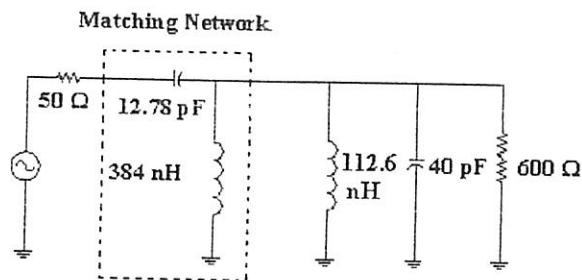 Matching Network
50 Ω
12.78 pF
384 nH
112.6
nH
40 pF
600 Ω